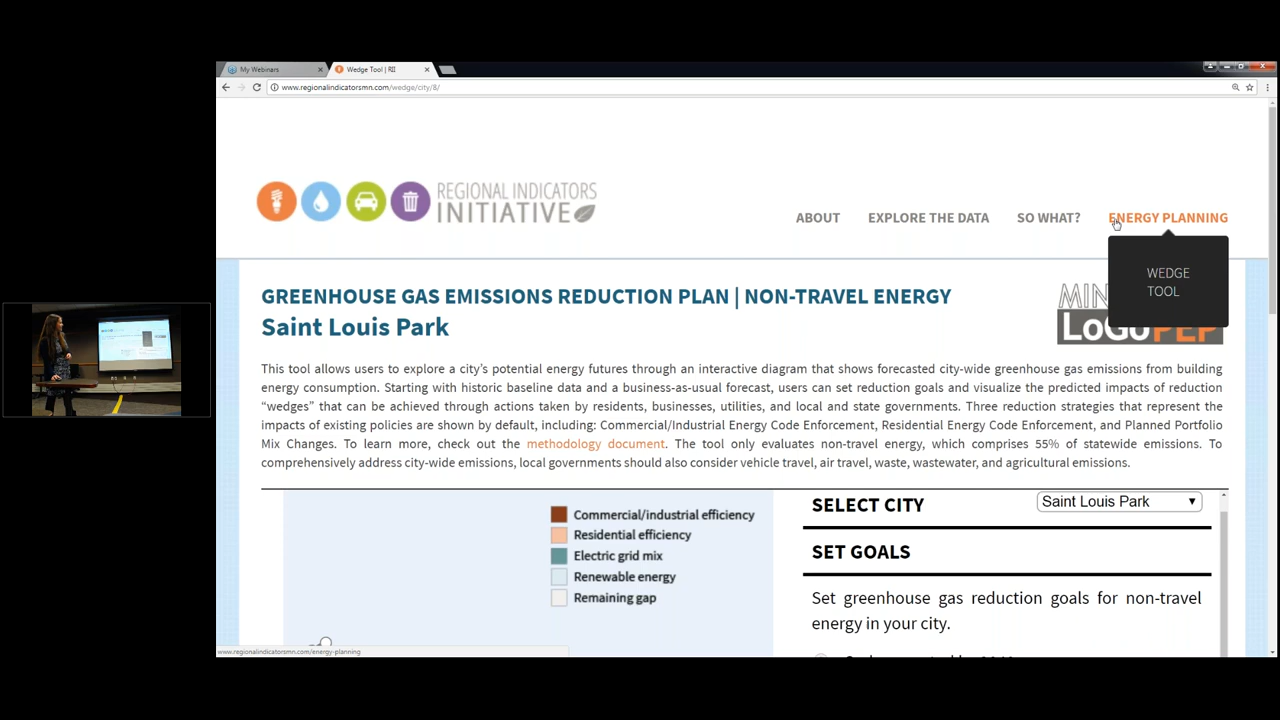 My Webinars
Wedge Tool | RII
www.regionalindicatorsmn.com/wedge/city/8/
REGIONAL INDICATORS
INITIATIVE
ABOUT
EXPLORE THE DATA
SO WHAT?
ENERGY PLANNING
WEDGE
TOOL
GREENHOUSE GAS EMISSIONS REDUCTION PLAN | NON-TRAVEL ENERGY
Saint Louis Park
MIN
LoGoPEP
This tool allows users to explore a city's potential energy futures through an interactive diagram that shows forecasted city-wide greenhouse gas emissions from building
energy consumption. Starting with historic baseline data and a business-as-usual forecast, users can set reduction goals and visualize the predicted impacts of reduction
“wedges” that can be achieved through actions taken by residents, businesses, utilities, and local and state governments. Three reduction strategies that represent the
impacts of existing policies are shown by default, including: Commercial/Industrial Energy Code Enforcement, Residential Energy Code Enforcement, and Planned Portfolio
Mix Changes. To learn more, check out the methodology document. The tool only evaluates non-travel energy, which comprises 55% of statewide emissions. To
comprehensively address city-wide emissions, local governments should also consider vehicle travel, air travel, waste, wastewater, and agricultural emissions.
Commercial/industrial efficiency
Residential efficiency
Electric grid mix
Renewable energy
Remaining gap
SELECT CITY
Saint Louis Park
SET GOALS
Set greenhouse gas reduction goals for non-travel
energy in your city.
www.regionalindicatorsmn.com/energy-planning